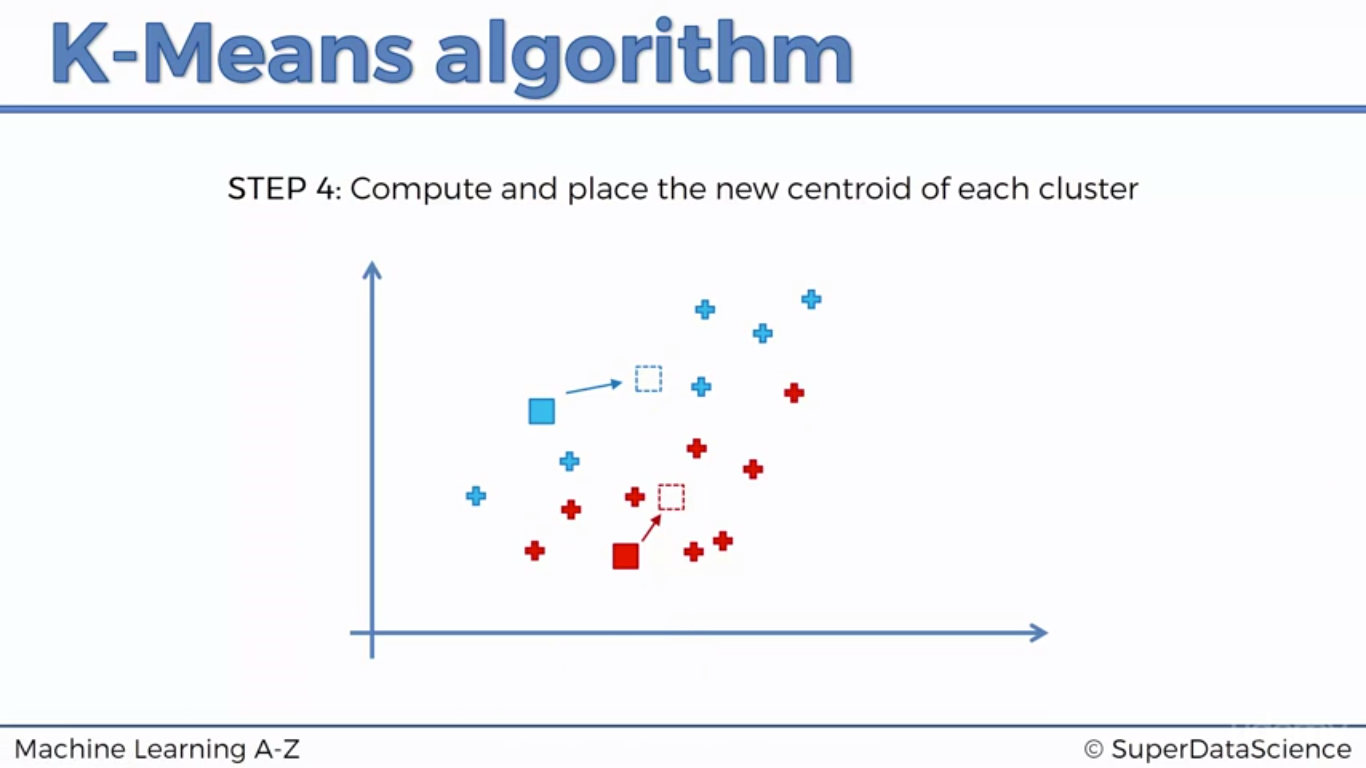 K-Means algorithm
STEP 4: Compute and place the new centroid of each cluster
Machine Learning A-Z
© SuperDataScience